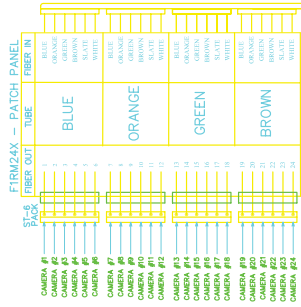 F1RM24X - PATCH PANEL
FIBER IN
BLUE
ORANGE
GREEN
BROWN
SLATE
WHITE
BLUE
ORANGE
GREEN
BROWN
SLATE
WHITE
BLUE
ORANGE
GREEN
BROWN
SLATE
WHITE
BLUE
ORANGE
GREEN
BROWN
SLATE
WHITE
TUBE
BLUE
ORANGE
GREEN
BROWN
FIBER OUT
1
2
3
4
5
6
7
8
9
10
11
12
13
14
15
16
17
18
19
20
21
22
23
24
ST-6
PACK
CAMERA #1
CAMERA #2
CAMERA #3
CAMERA #4
CAMERA #5
CAMERA #6
CAMERA #7
CAMERA #8
CAMERA #9
CAMERA #10
CAMERA #11
CAMERA #12
CAMERA #13
CAMERA #14
CAMERA #15
CAMERA #16
CAMERA #17
CAMERA #18
CAMERA #19
CAMERA #20
CAMERA #21
CAMERA #22
CAMERA #23
CAMERA #24